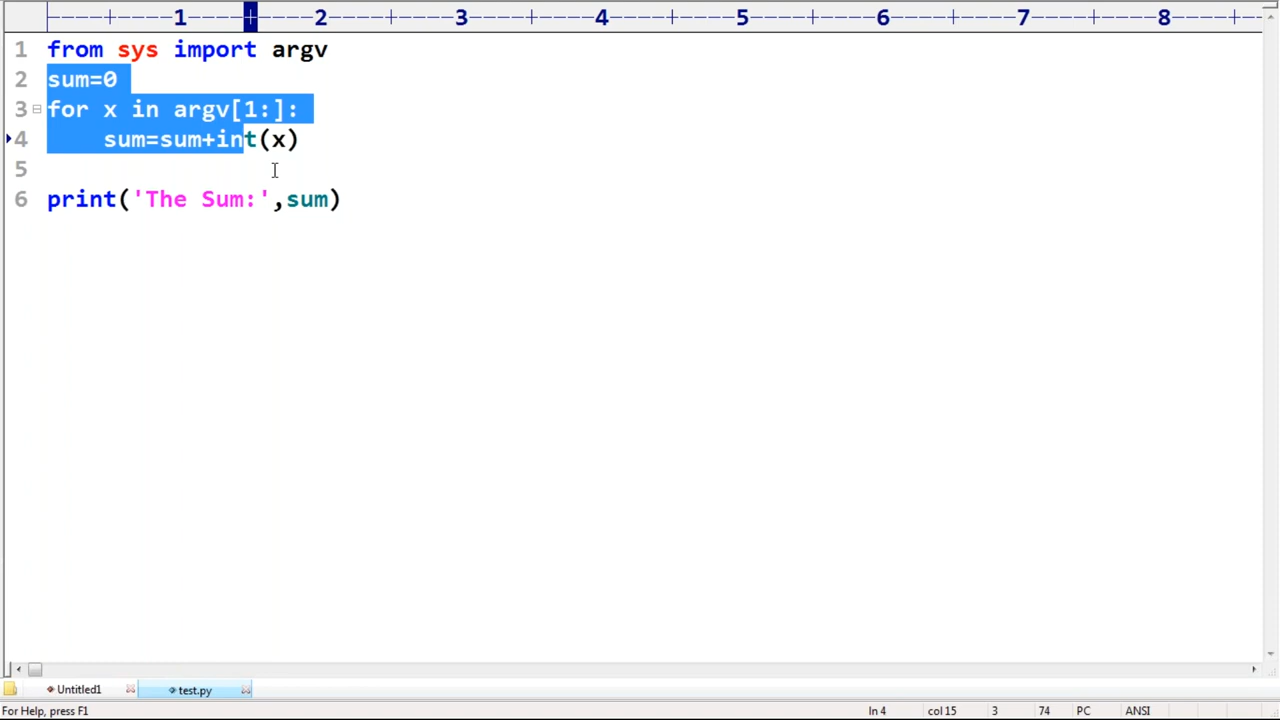 ----+----1----+----2----+----3----+----4----+----5----+----6----+----7----+----8----+--
1 from sys import argv
2 sum=0
3 for x in argv[1:]:
4     sum=sum+int(x)
5
6 print('The Sum:',sum)
Untitled1 test.py
For Help, press F1 ln 4 col 15 3 74 PC ANSI